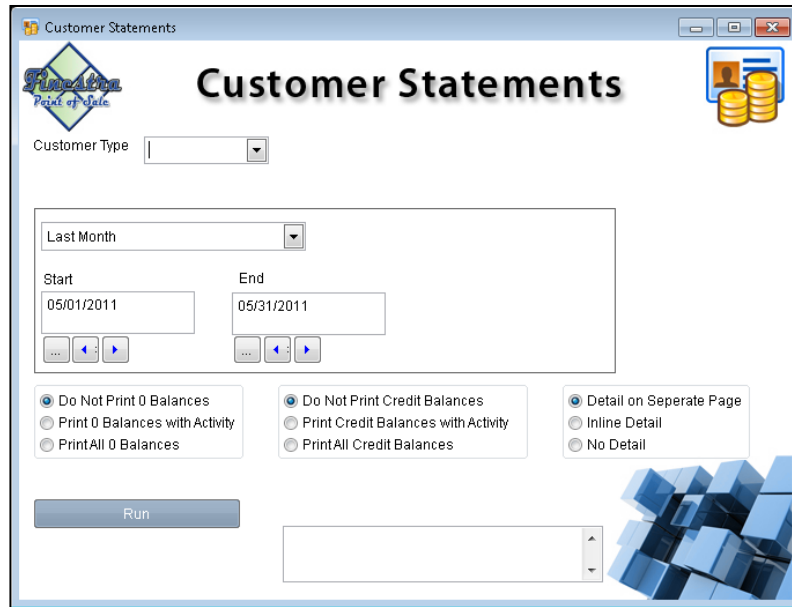 Customer Statements
Finestra
Point of Sale
Customer Statements
Customer Type
Last Month
Start
End
05/01/2011
05/31/2011
...
...
Do Not Print 0 Balances
Print 0 Balances with Activity
Print All 0 Balances
Do Not Print Credit Balances
Print Credit Balances with Activity
Print All Credit Balances
Detail on Seperate Page
Inline Detail
No Detail
Run